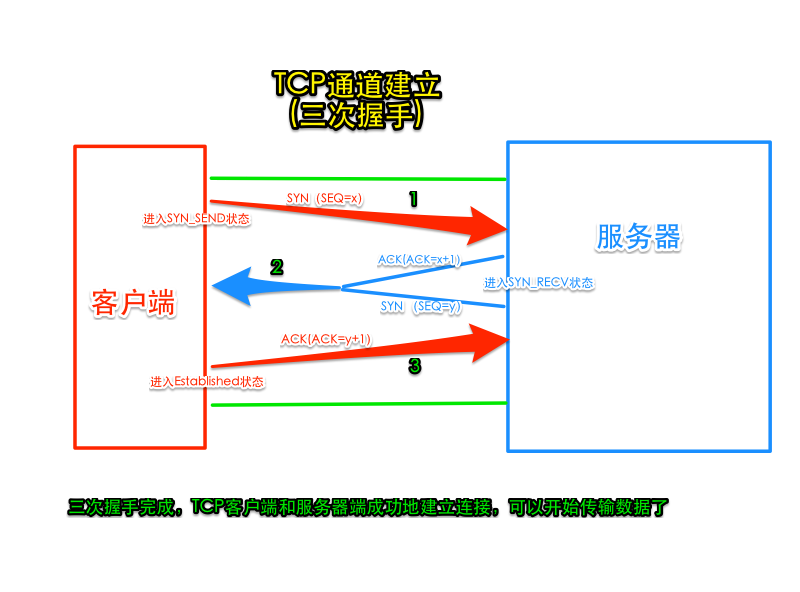 TCP通道建立
(三次握手)
SYN（SEQ=x)
1
进入SYN_SEND状态
服务器
ACK(ACK=x+1)
2
进入SYN_RECV状态
客户端
SYN （SEQ=y)
ACK(ACK=y+1)
3
进入Established状态
三次握手完成，TCP客户端和服务器端成功地建立连接，可以开始传输数据了